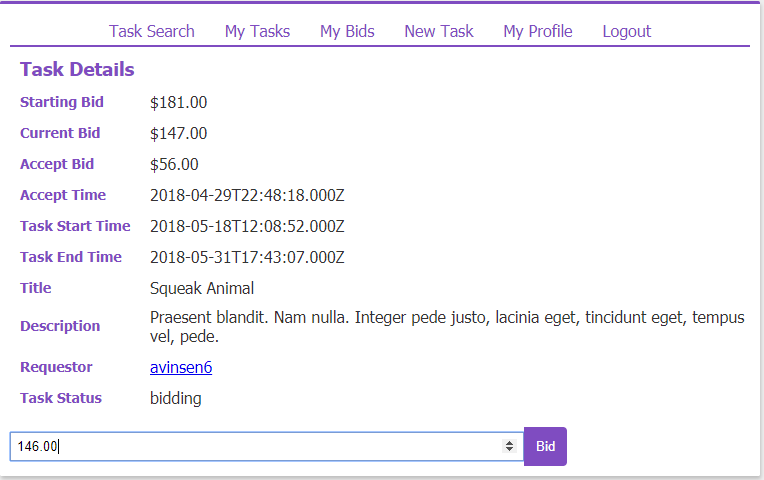 Task Search My Tasks My Bids New Task My Profile Logout
Task Details
Starting Bid $181.00
Current Bid $147.00
Accept Bid $56.00
Accept Time 2018-04-29T22:48:18.000Z
Task Start Time 2018-05-18T12:08:52.000Z
Task End Time 2018-05-31T17:43:07.000Z
Title Squeak Animal
Description Praesent blandit. Nam nulla. Integer pede justo, lacinia eget, tincidunt eget, tempus
vel, pede.
Requestor avinsen6
Task Status bidding
146.00 Bid